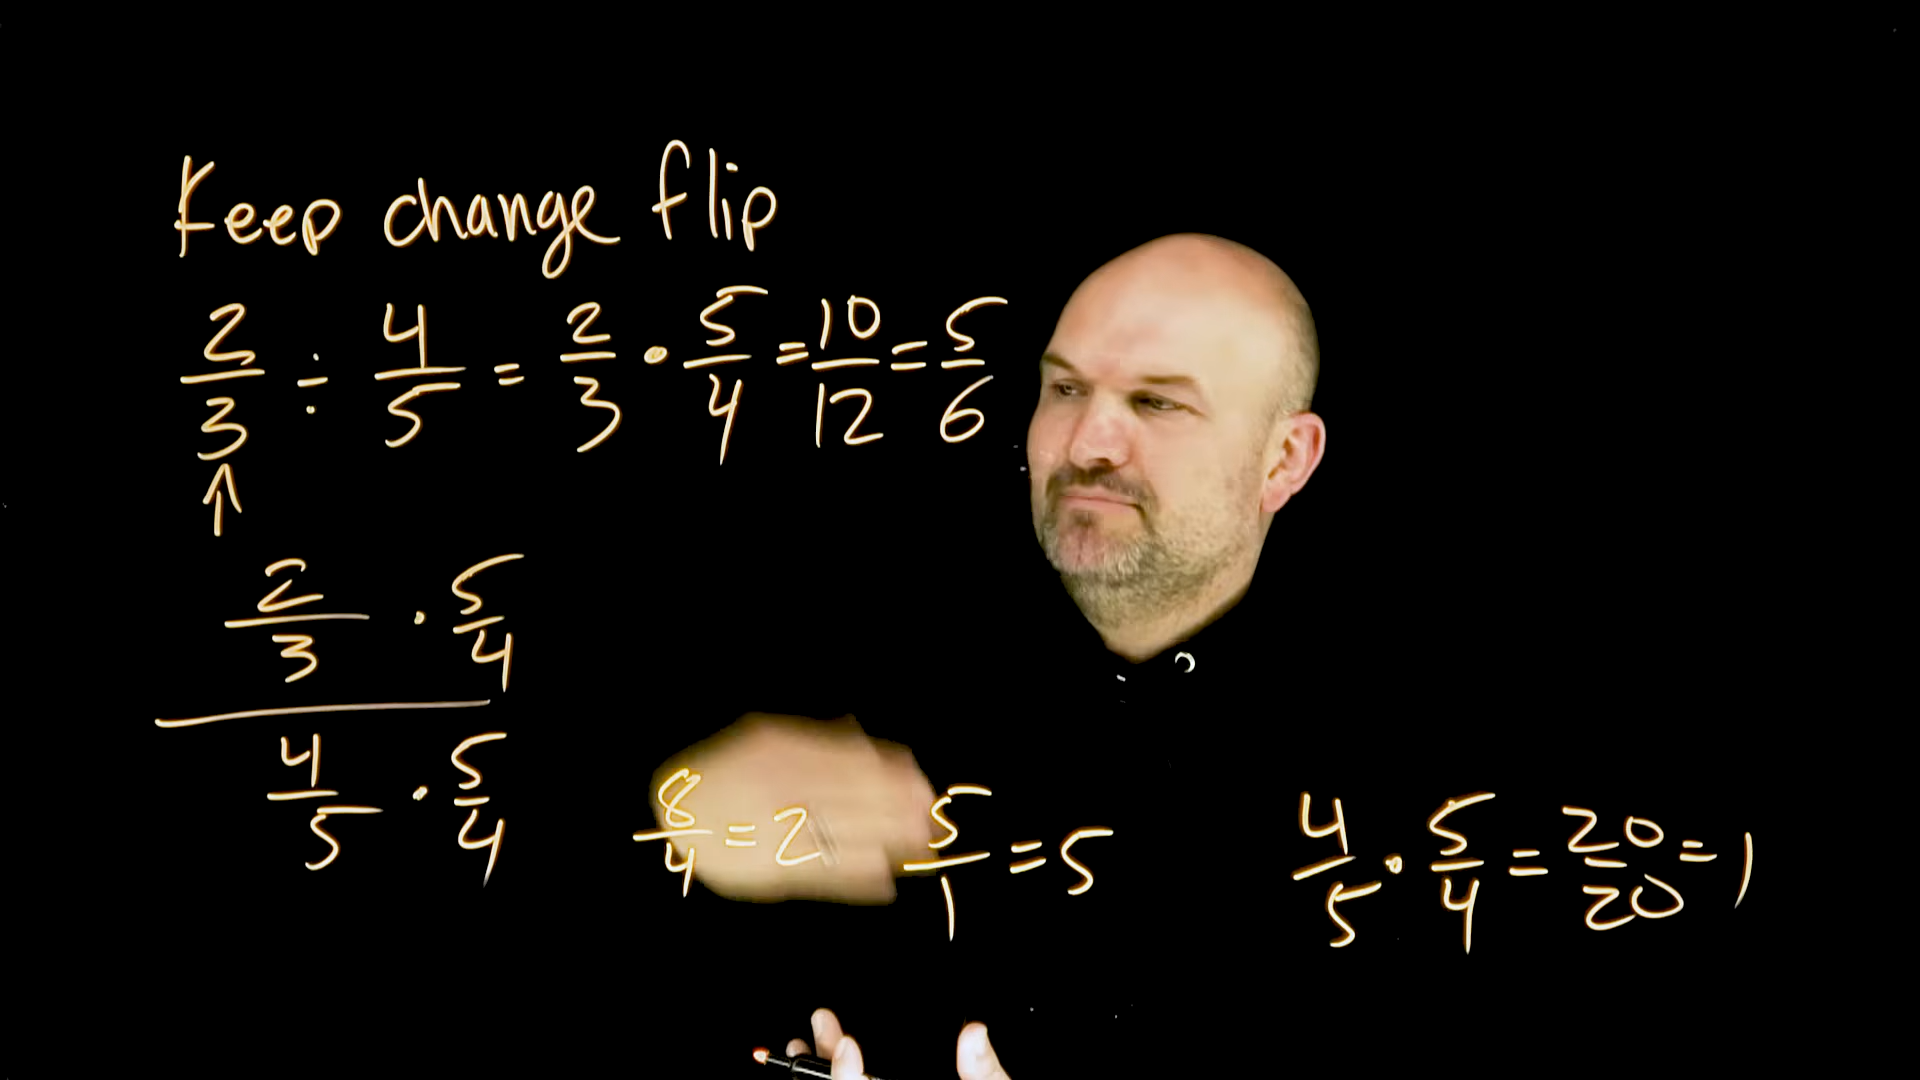 Keep change flip
2/3 ÷ 4/5 = 2/3 • 5/4 = 10/12 = 5/6
↑
2/3 · 5/4
4/5 · 5/4
8/4 = 2
5/1 = 5
4/5 • 5/4 = 20/20 = 1